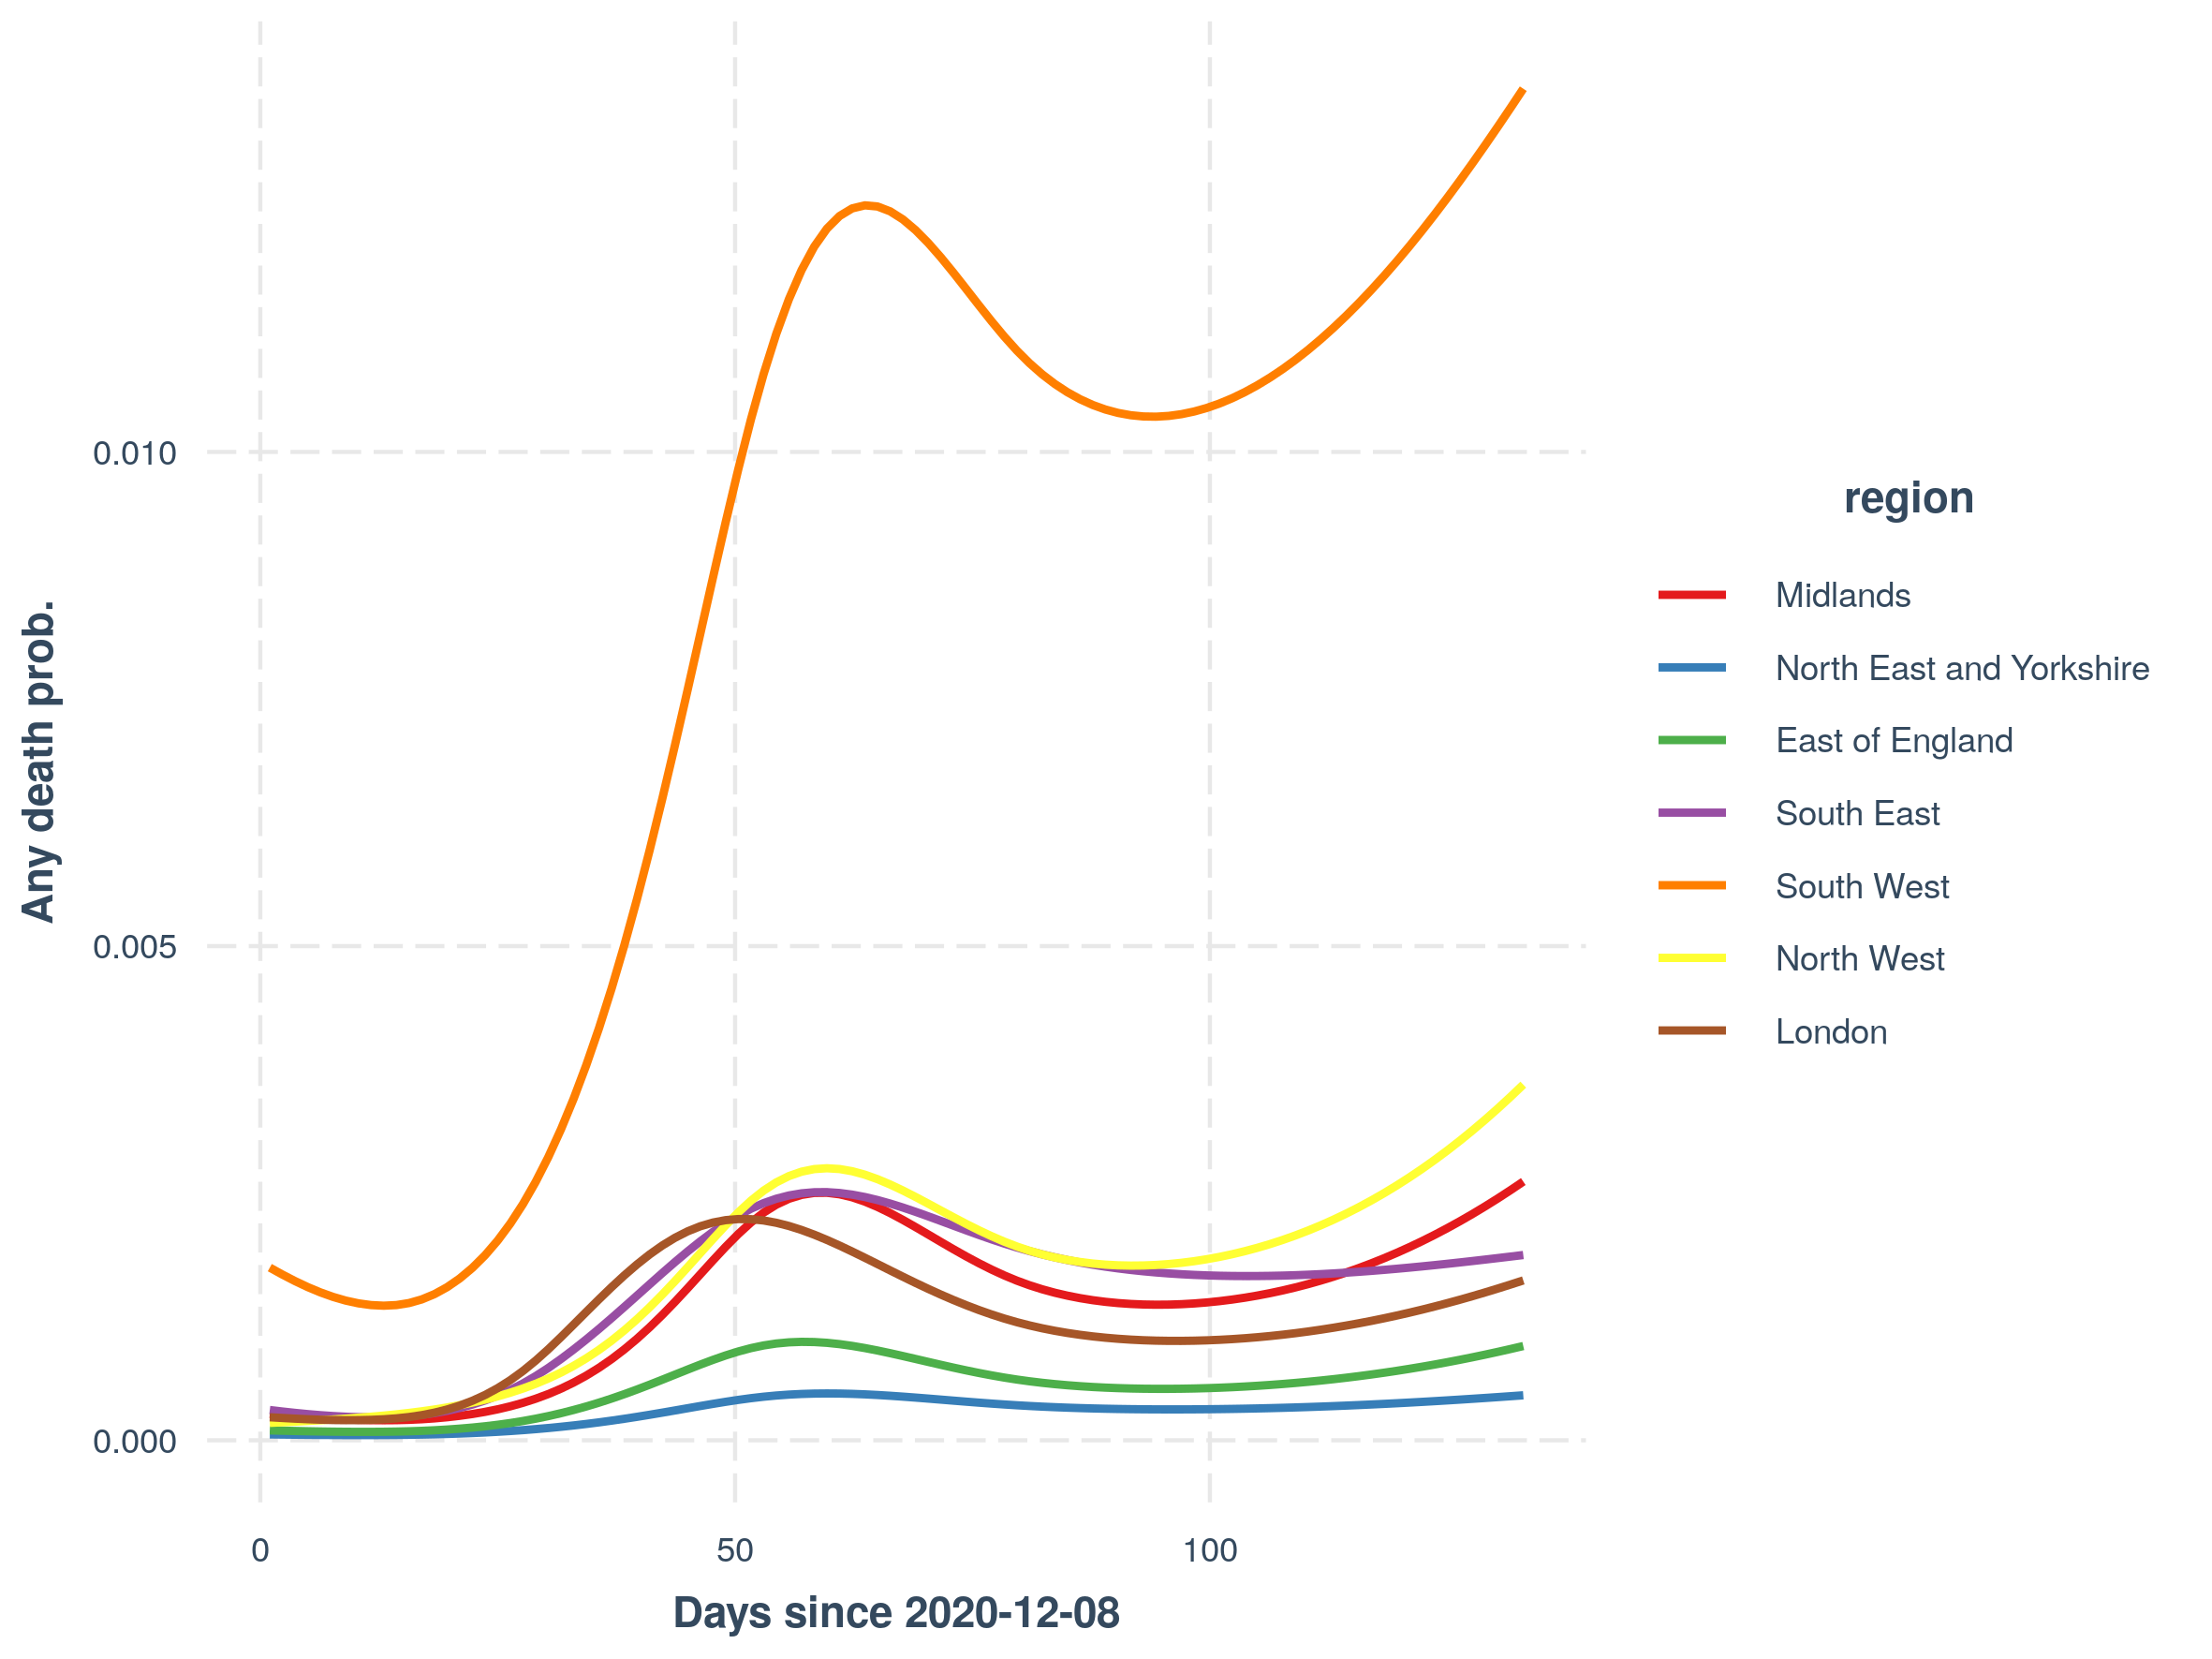 Any death prob.
0.010
0.005
0.000
0
50
100
Days since 2020-12-08
region
Midlands
North East and Yorkshire
East of England
South East
South West
North West
London